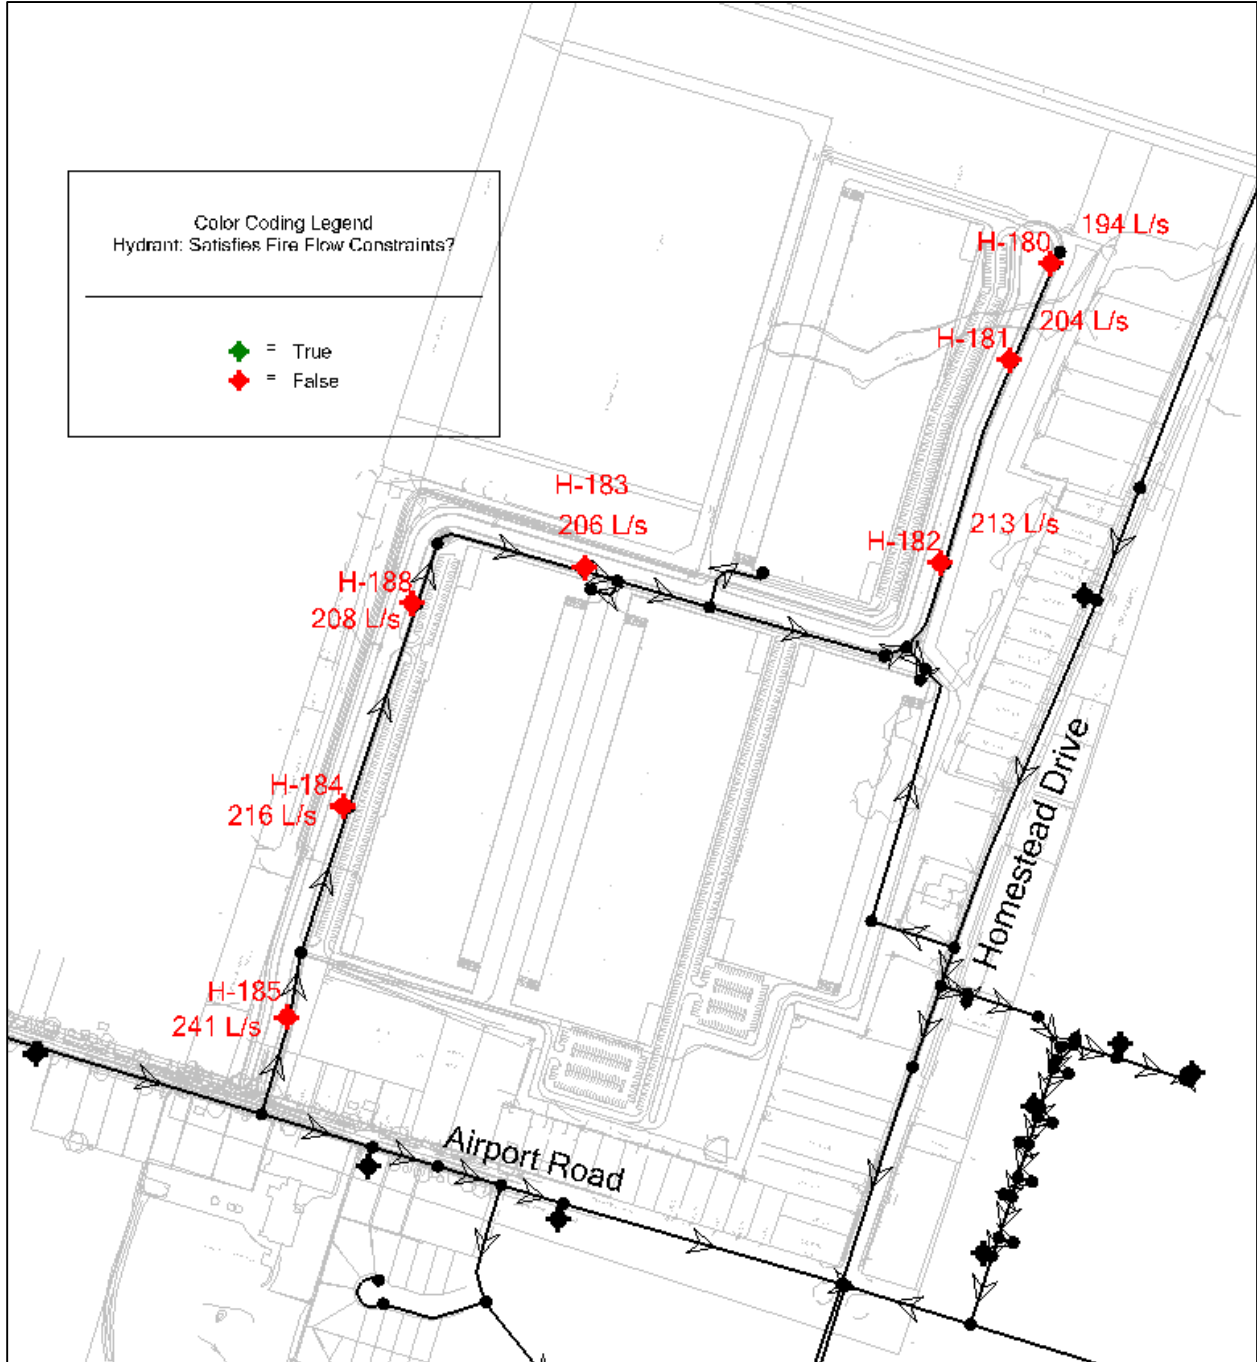 Color Coding Legend
Hydrant: Satisfies Fire Flow Constraints?
= True
= False
194 L/s
H-180
204 L/s
H-181
H-183
206 L/s
213 L/s
H-182
H-188
208 L/s
H-184
216 L/s
Homestead Drive
H-185
241 L/s
Airport Road